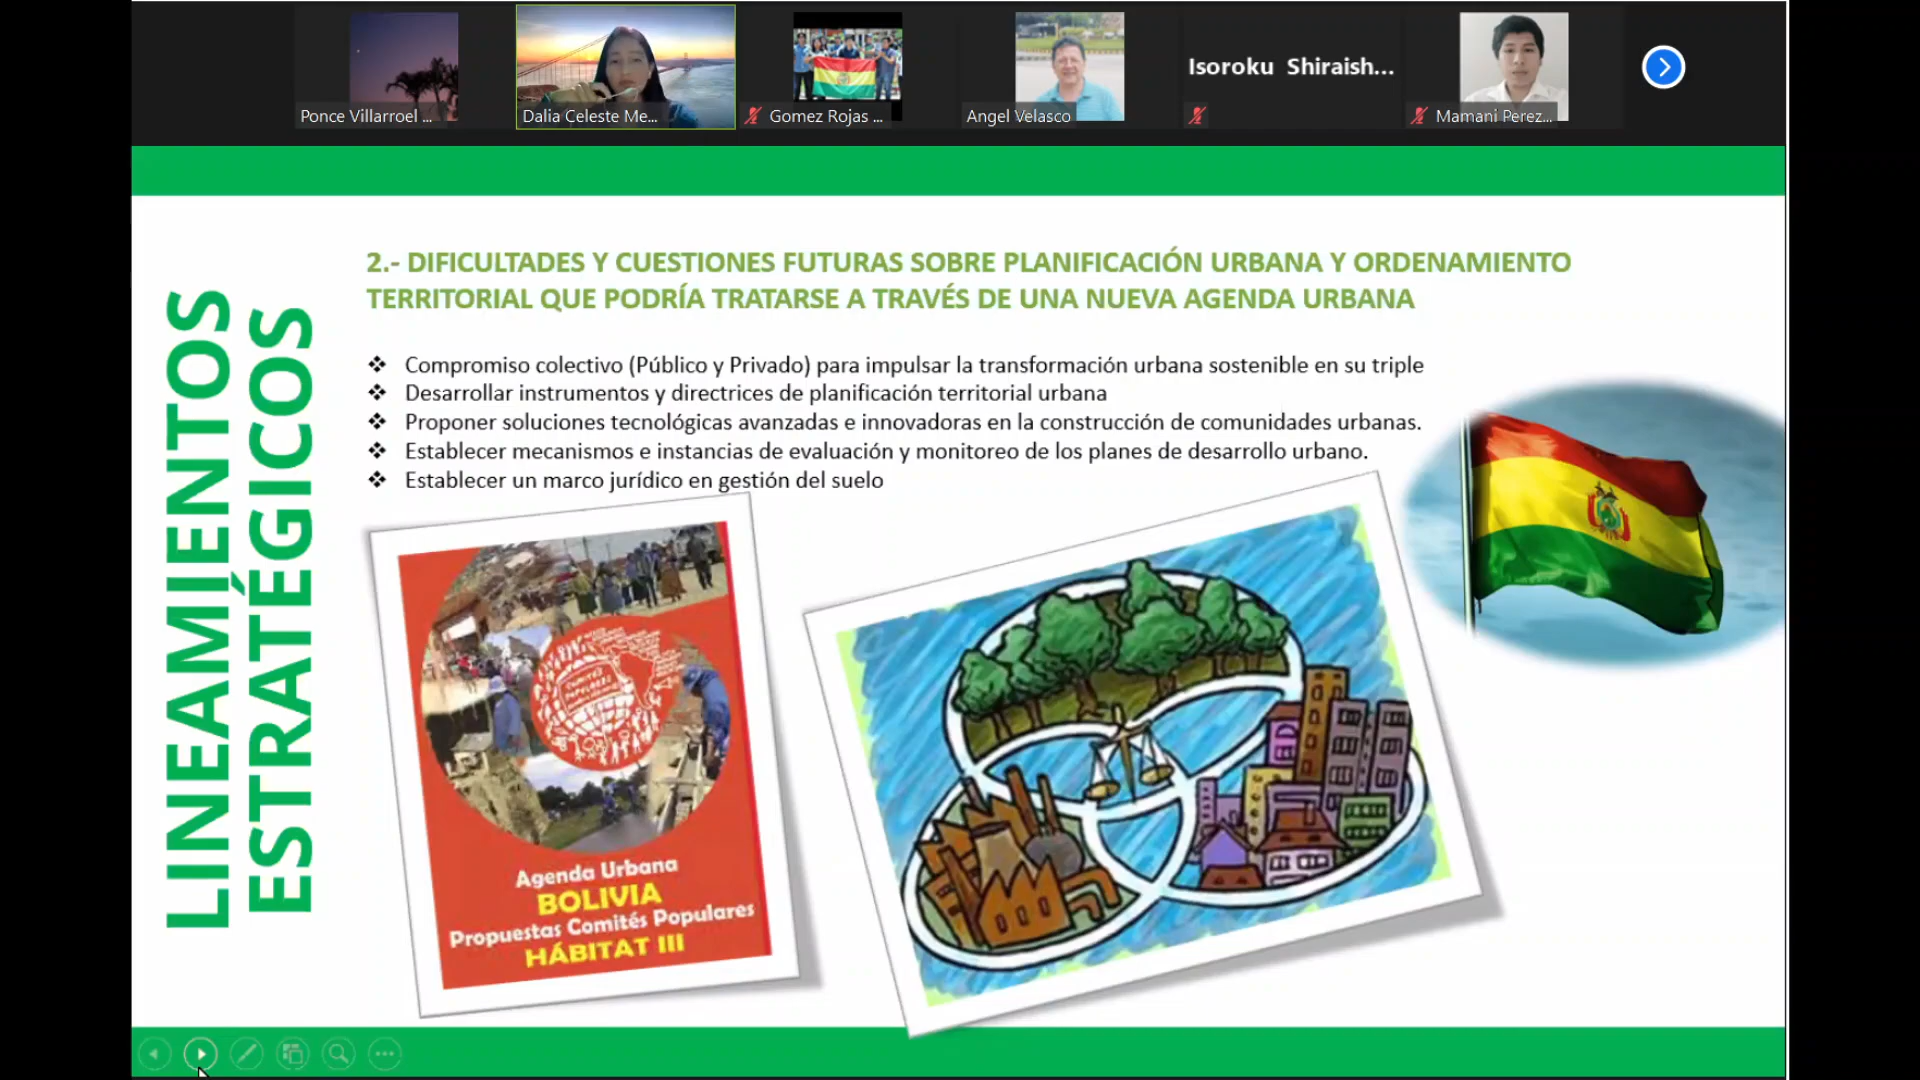 Ponce Villarroel ...
Dalia Celeste Me...
Gomez Rojas ...
Angel Velasco
Isoroku Shiraish...
Mamani Perez...
LINEAMIENTOS
ESTRATÉGICOS
2.- DIFICULTADES Y CUESTIONES FUTURAS SOBRE PLANIFICACIÓN URBANA Y ORDENAMIENTO
TERRITORIAL QUE PODRÍA TRATARSE A TRAVÉS DE UNA NUEVA AGENDA URBANA
❖ Compromiso colectivo (Público y Privado) para impulsar la transformación urbana sostenible en su triple
❖ Desarrollar instrumentos y directrices de planificación territorial urbana
❖ Proponer soluciones tecnológicas avanzadas e innovadoras en la construcción de comunidades urbanas.
❖ Establecer mecanismos e instancias de evaluación y monitoreo de los planes de desarrollo urbano.
❖ Establecer un marco jurídico en gestión del suelo
COMITÉS
POPULARES
Agenda Urbana
BOLIVIA
Propuestas Comités Populares
HÁBITAT III